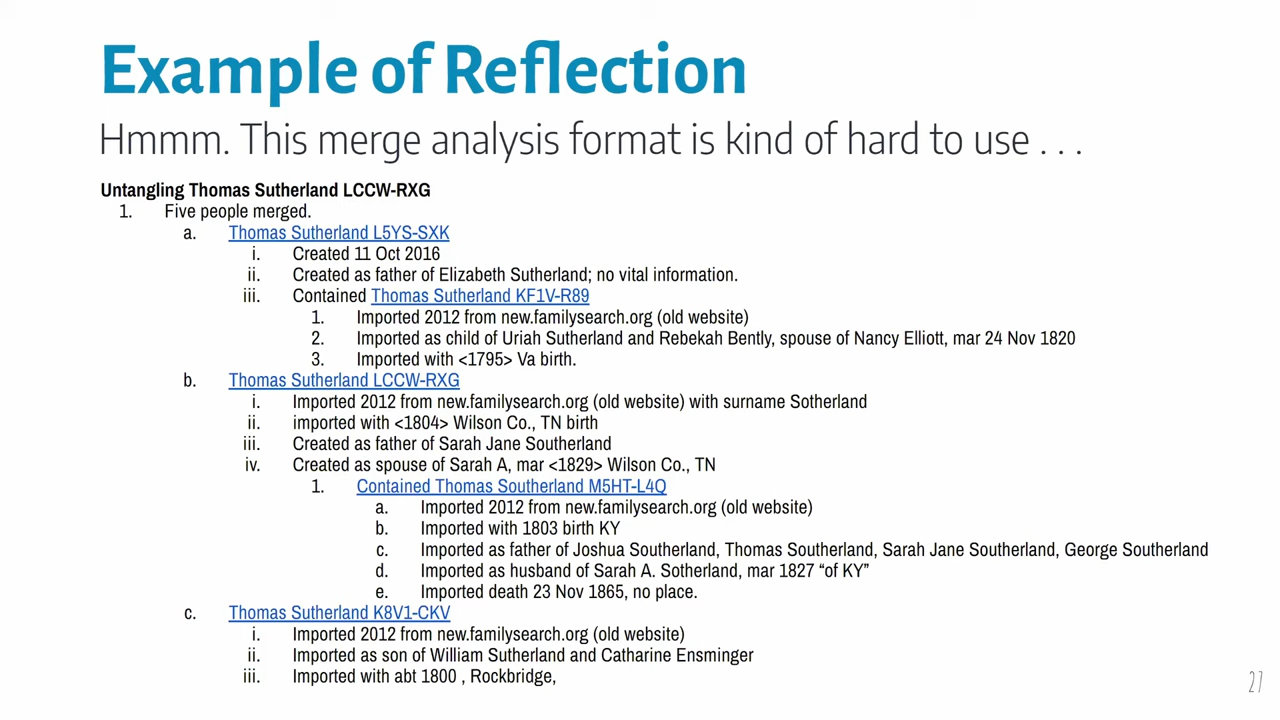 Example of Reflection
Hmmm. This merge analysis format is kind of hard to use . . .
Untangling Thomas Sutherland LCCW-RXG
1. Five people merged.
a. Thomas Sutherland L5YS-SXK
i. Created 11 Oct 2016
ii. Created as father of Elizabeth Sutherland; no vital information.
iii. Contained Thomas Sutherland KF1V-R89
1. Imported 2012 from new.familysearch.org (old website)
2. Imported as child of Uriah Sutherland and Rebekah Bently, spouse of Nancy Elliott, mar 24 Nov 1820
3. Imported with <1795> Va birth.
b. Thomas Sutherland LCCW-RXG
i. Imported 2012 from new.familysearch.org (old website) with surname Sotherland
ii. imported with <1804> Wilson Co., TN birth
iii. Created as father of Sarah Jane Southerland
iv. Created as spouse of Sarah A, mar <1829> Wilson Co., TN
1. Contained Thomas Southerland M5HT-L4Q
a. Imported 2012 from new.familysearch.org (old website)
b. Imported with 1803 birth KY
c. Imported as father of Joshua Southerland, Thomas Southerland, Sarah Jane Southerland, George Southerland
d. Imported as husband of Sarah A. Sotherland, mar 1827 “of KY”
e. Imported death 23 Nov 1865, no place.
c. Thomas Sutherland K8V1-CKV
i. Imported 2012 from new.familysearch.org (old website)
ii. Imported as son of William Sutherland and Catharine Ensminger
iii. Imported with abt 1800 , Rockbridge,
27